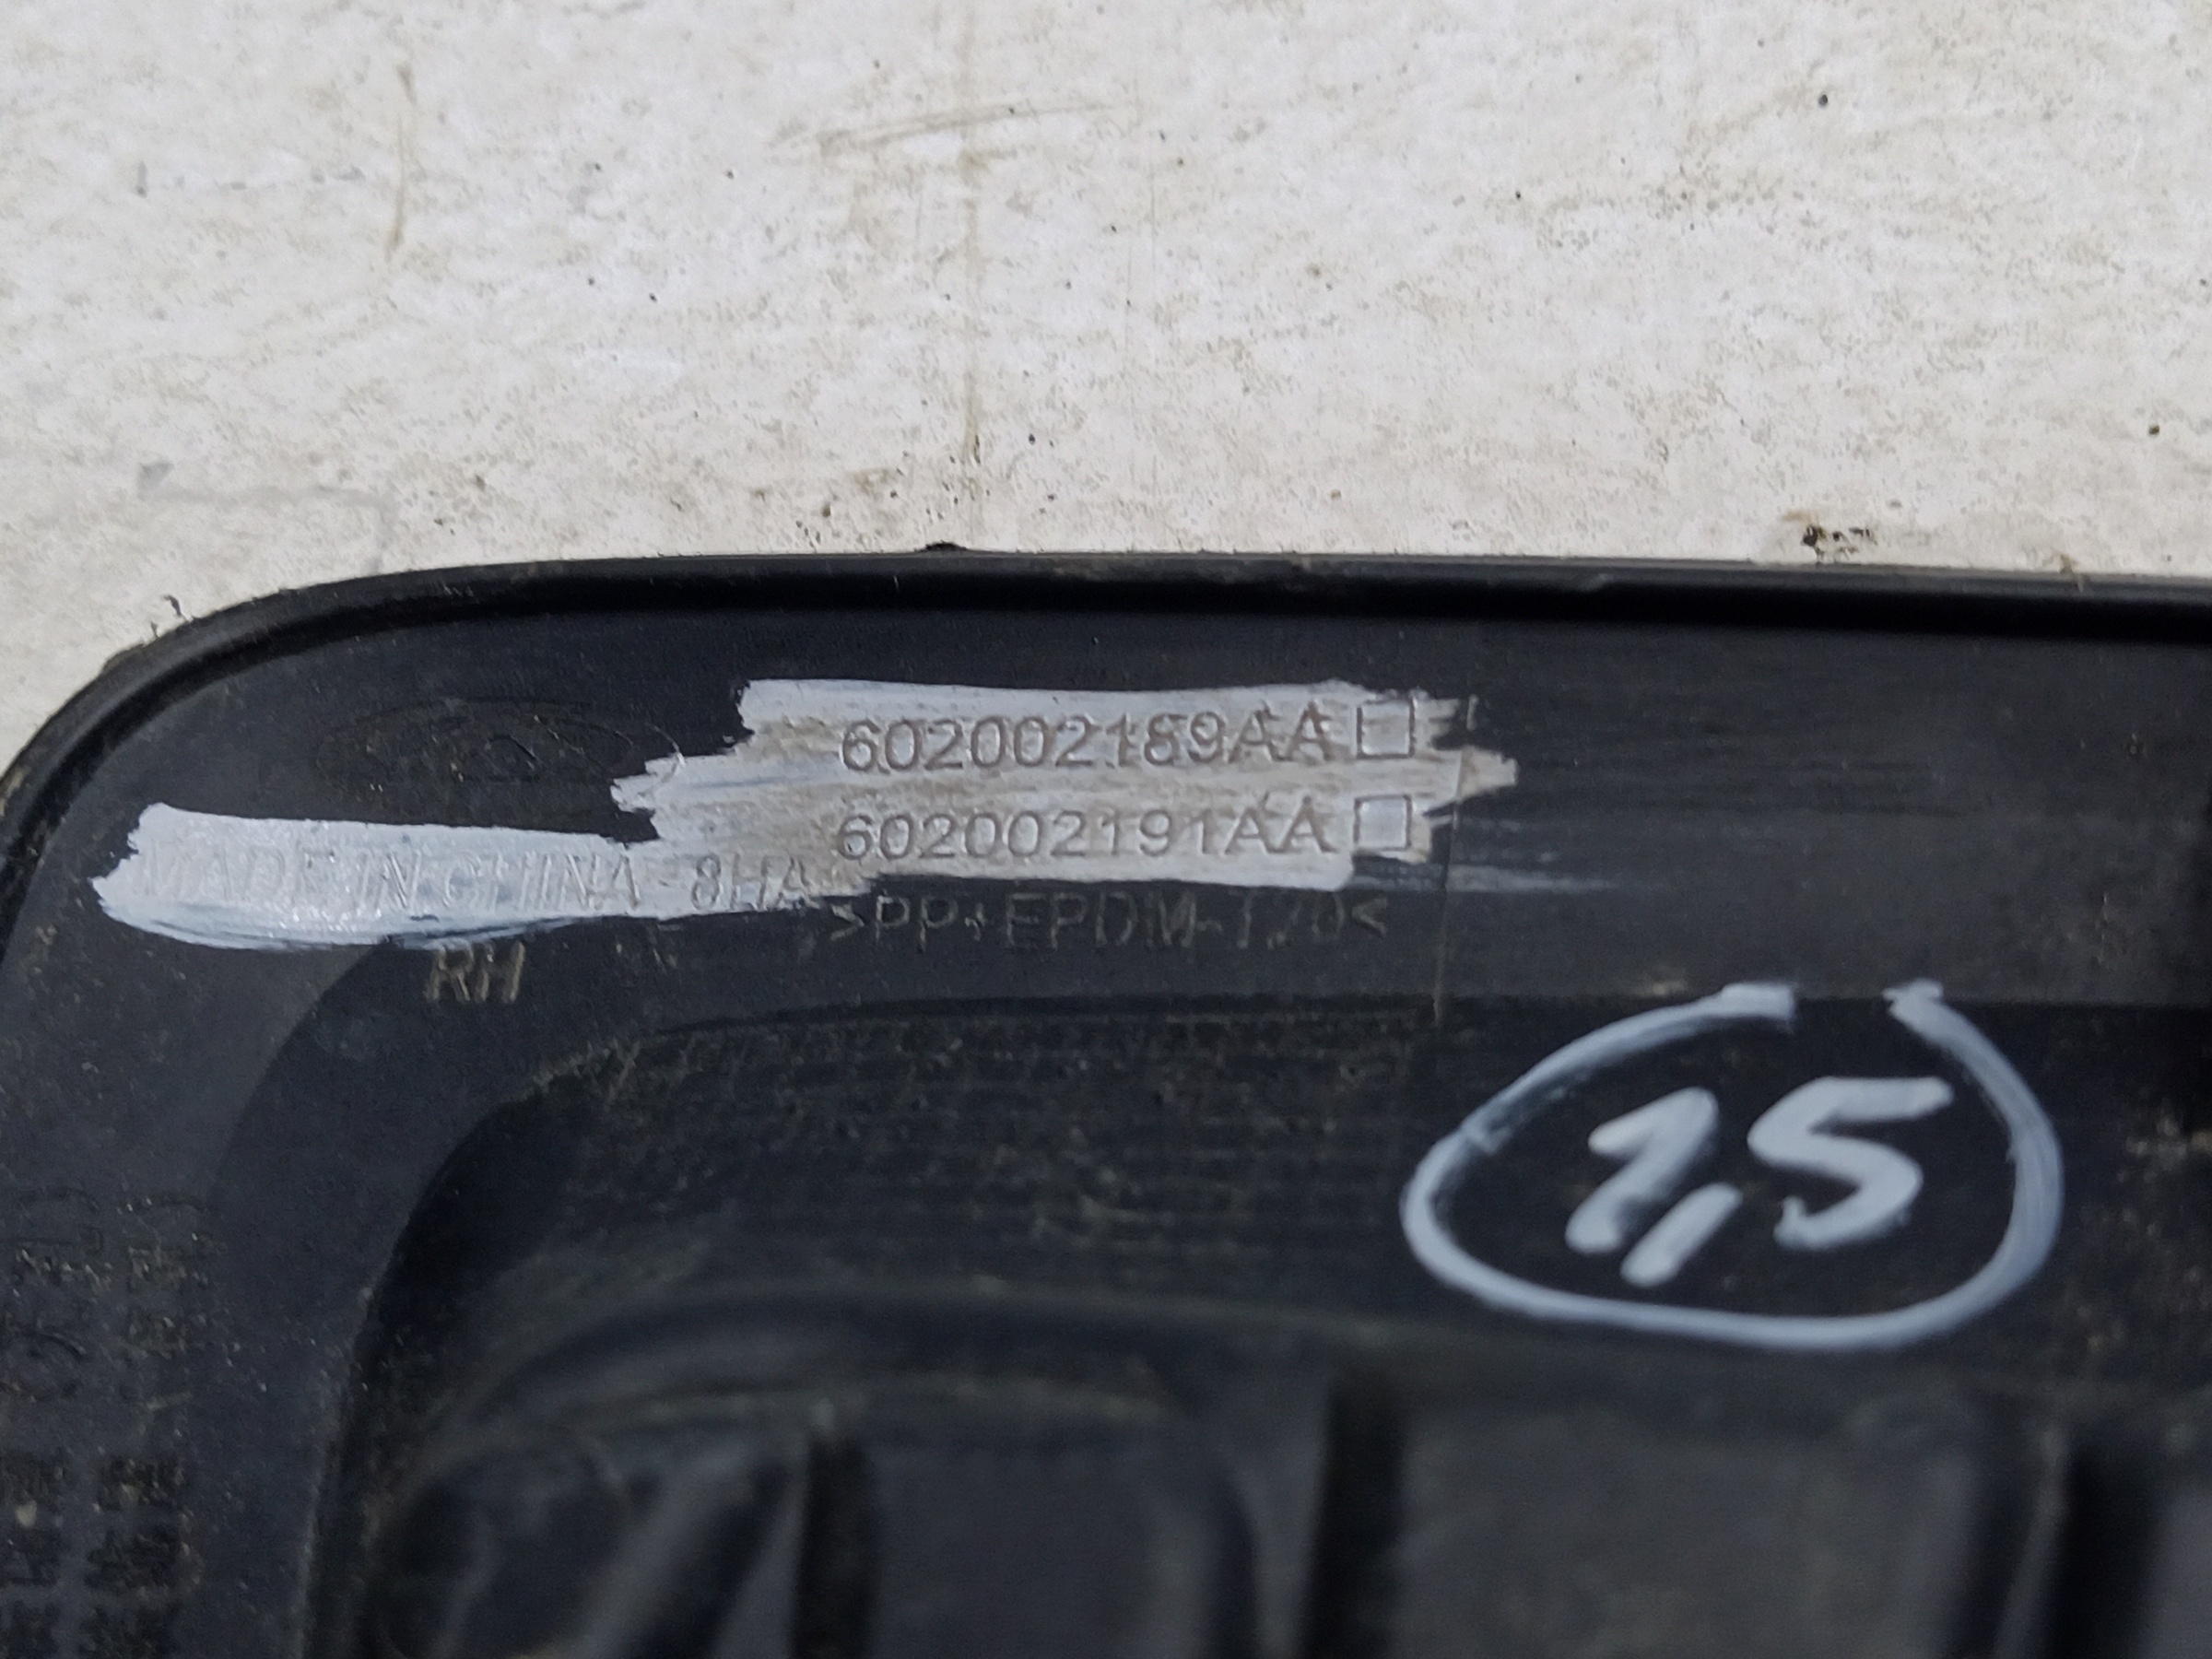 602002189AA
602002191AA
MADE IN CHINA - 8HA
>PP+EPDM-T20<
RH
1,5